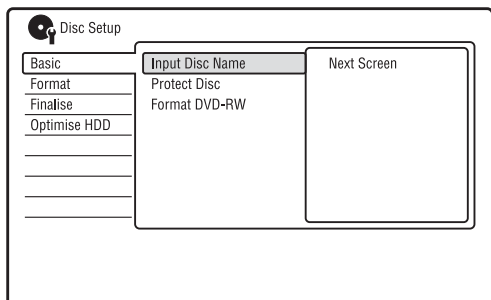 Disc Setup
Basic
Format
Finalise
Optimise HDD
Input Disc Name
Protect Disc
Format DVD-RW
Next Screen